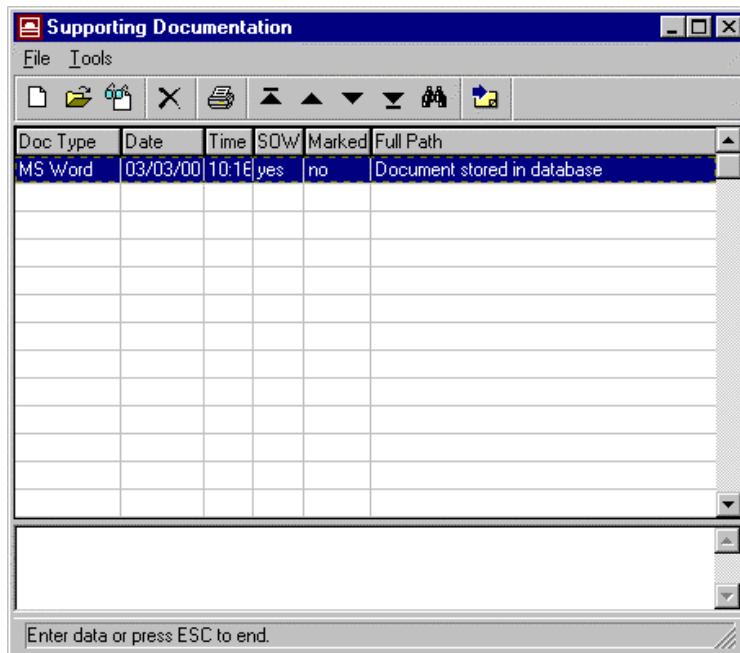 Supporting Documentation
File Tools
Doc Type Date Time SOW Marked Full Path
MS Word 03/03/00 10:16 yes no Document stored in database
Enter data or press ESC to end.